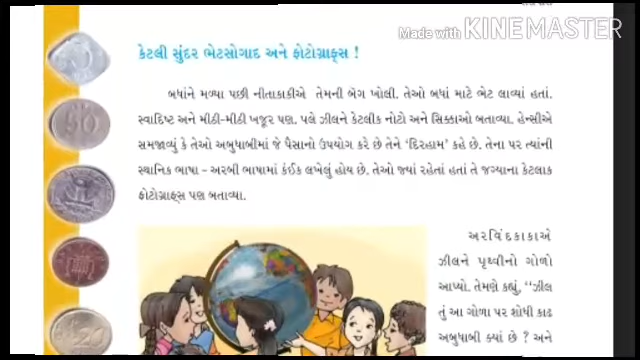 Made with KINEMASTER
કેટલી સુંદર ભેટસોગાદ અને ફોટોગ્રાફ્સ !
બધાંને મળ્યા પછી નીતાકાકીએ તેમની બેગ ખોલી. તેઓ બધાં માટે ભેટ લાવ્યાં હતાં.
સ્વાદિષ્ટ અને મીઠી-મીઠી ખજૂર પણ. પલે ઝીલને કેટલીક નોટો અને સિક્કાઓ બતાવ્યા. હેન્સીએ
સમજાવ્યું કે તેઓ અબુધાબીમાં જે પૈસાનો ઉપયોગ કરે છે તેને ‘દિરહામ’ કહે છે. તેના પર ત્યાંની
સ્થાનિક ભાષા - અરબી ભાષામાં કંઈક લખેલું હોય છે. તેઓ જ્યાં રહેતાં હતાં તે જગ્યાના કેટલાક
ફોટોગ્રાફ્સ પણ બતાવ્યા.
અરવિંદકાકાએ
ઝીલને પૃથ્વીનો ગોળો
આપ્યો. તેમણે કહ્યું, “ઝીલ
તું આ ગોળા પર શોધી કાઢ
અબુધાબી ક્યાં છે ? અને
50
20